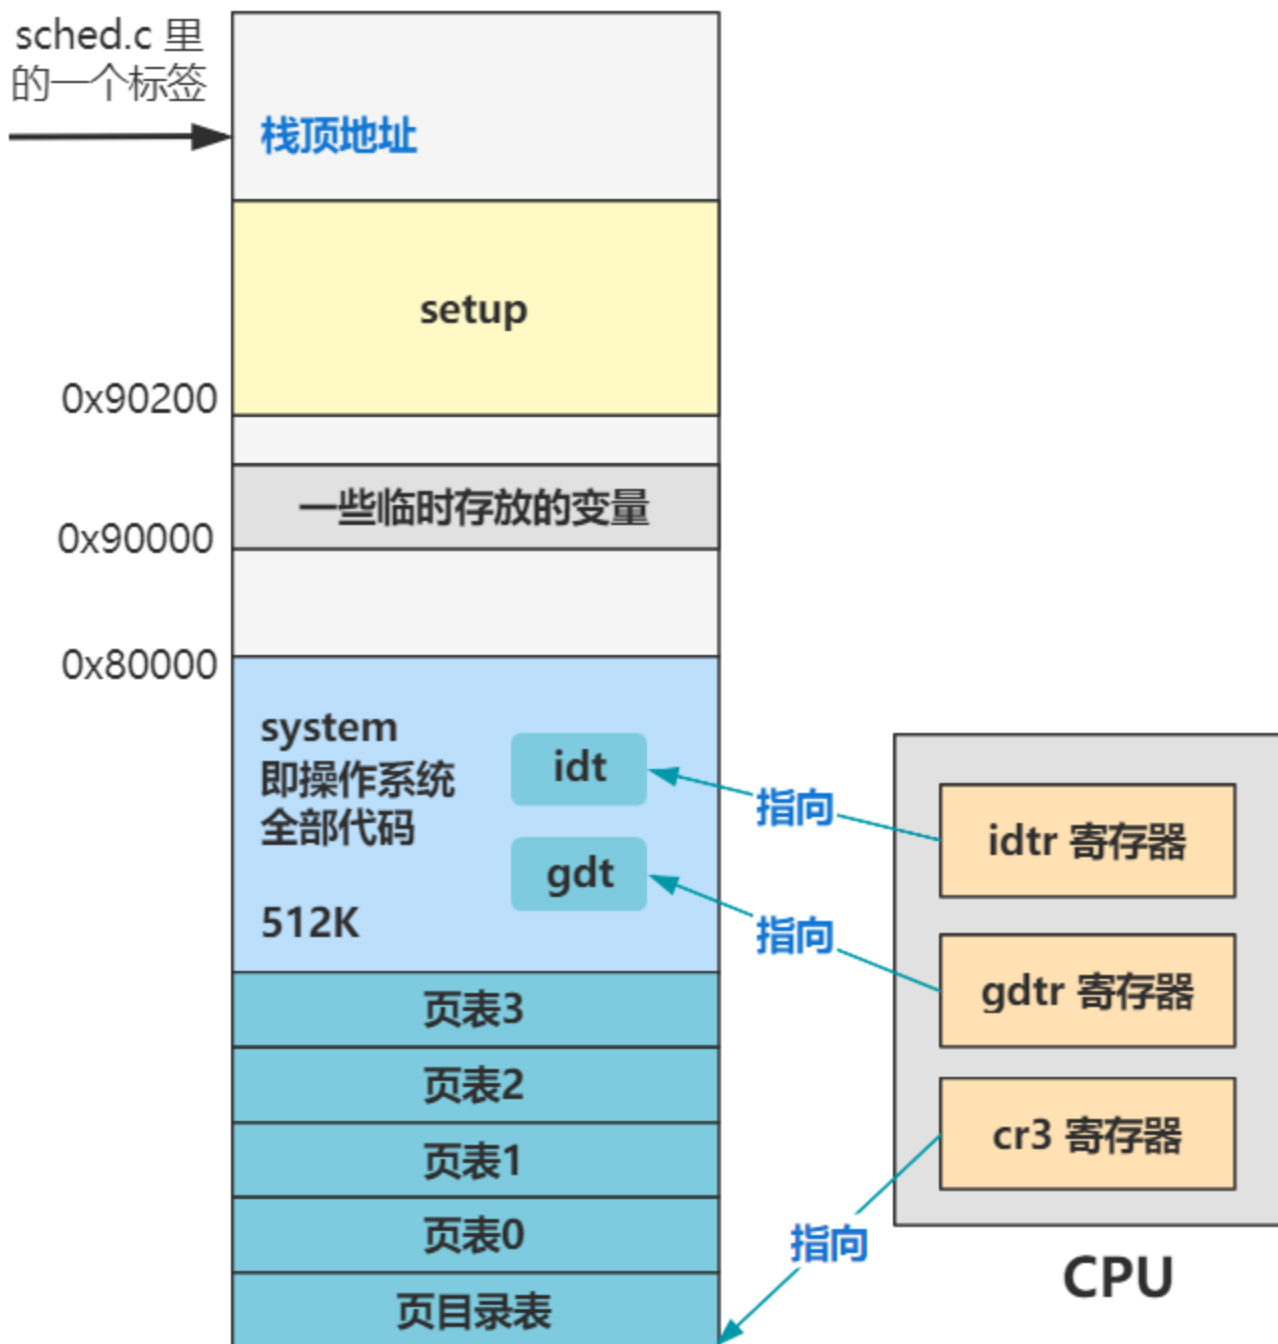 sched.c 里
的一个标签
栈顶地址
setup
0x90200
一些临时存放的变量
0x90000
0x80000
system
即操作系统
全部代码
512K
idt
gdt
指向
指向
idtr 寄存器
gdtr 寄存器
cr3 寄存器
指向
CPU
页表3
页表2
页表1
页表0
页目录表